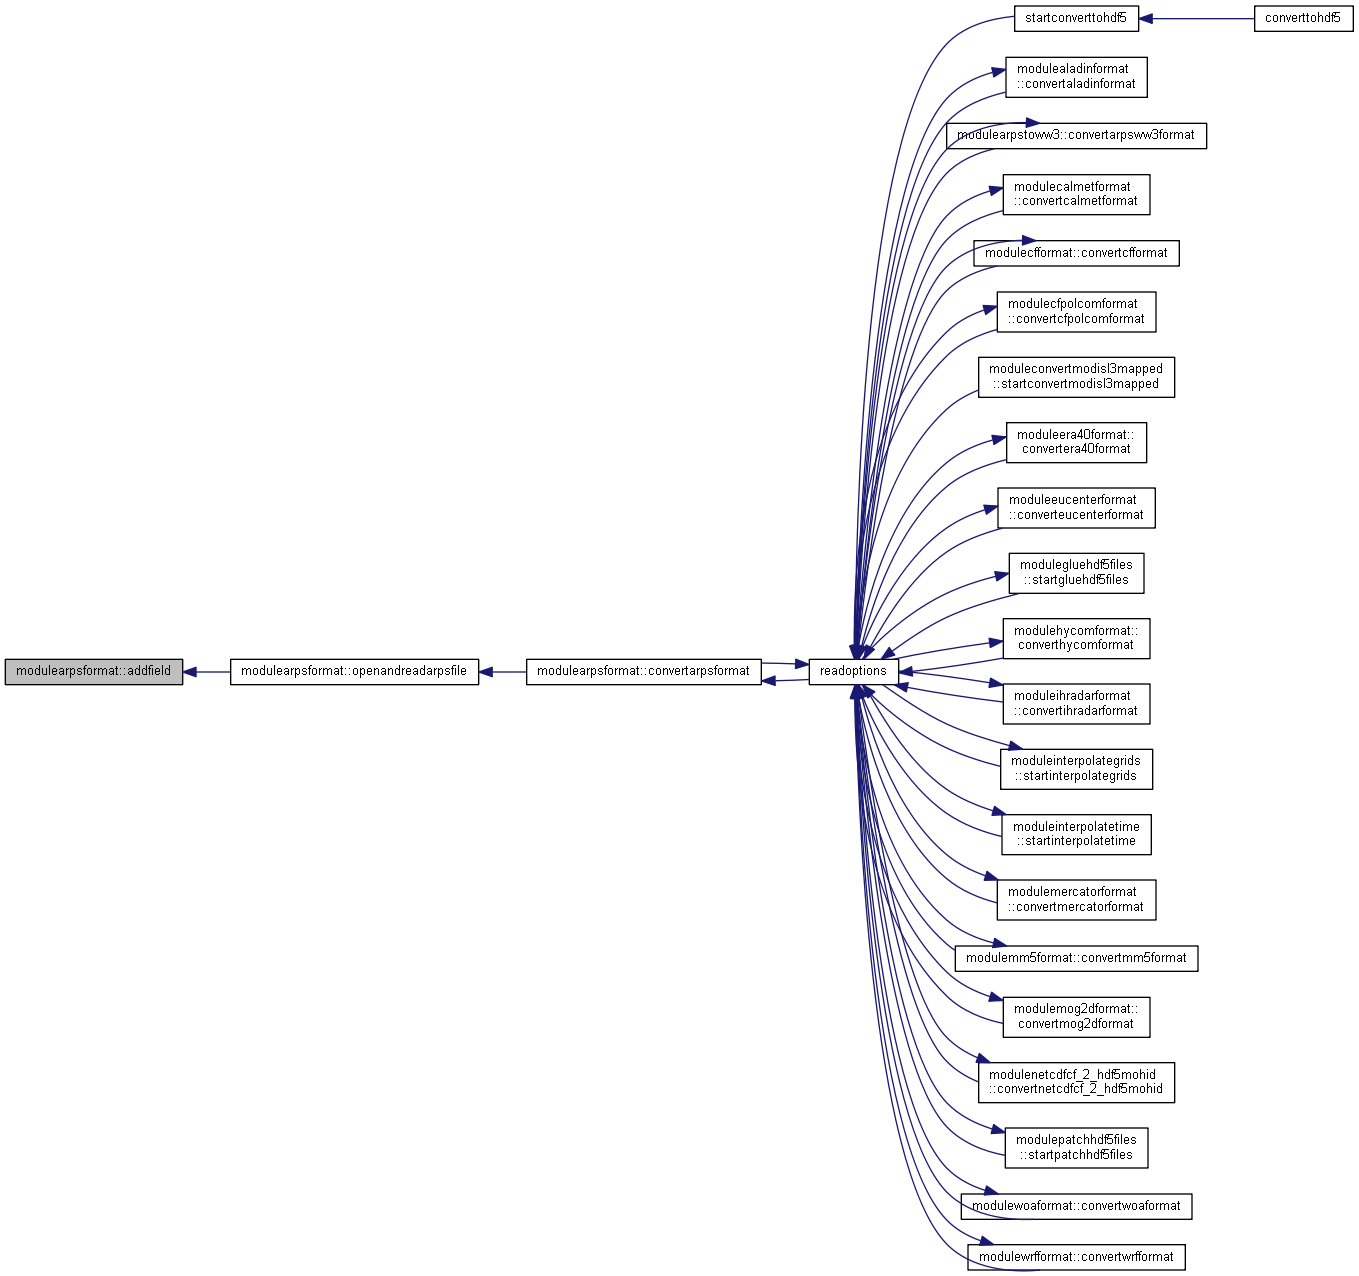 startconverttohdf5
converttohdf5
modulealadinformat
::convertaladinformat
modulearpstoww3::convertarpsww3format
modulecalmetformat
::convertcalmetformat
modulecfformat::convertcfformat
modulecfpolcomformat
::convertcfpolcomformat
moduleconvertmodisl3mapped
::startconvertmodisl3mapped
moduleera40format::
convertera40format
moduleeucenterformat
::converteucenterformat
modulegluehdf5files
::startgluehdf5files
modulehycomformat::
converthycomformat
modulearpsformat::addfield
modulearpsformat::openandreadarpsfile
modulearpsformat::convertarpsformat
readoptions
moduleihradarformat
::convertihradarformat
moduleinterpolategrids
::startinterpolategrids
moduleinterpolatetime
::startinterpolatetime
modulemercatorformat
::convertmercatorformat
modulemm5format::convertmm5format
modulemog2dformat::
convertmog2dformat
modulenetcdfcf_2_hdf5mohid
::convertnetcdfcf_2_hdf5mohid
modulepatchhdf5files
::startpatchhdf5files
modulewoaformat::convertwoaformat
modulewrfformat::convertwrfformat